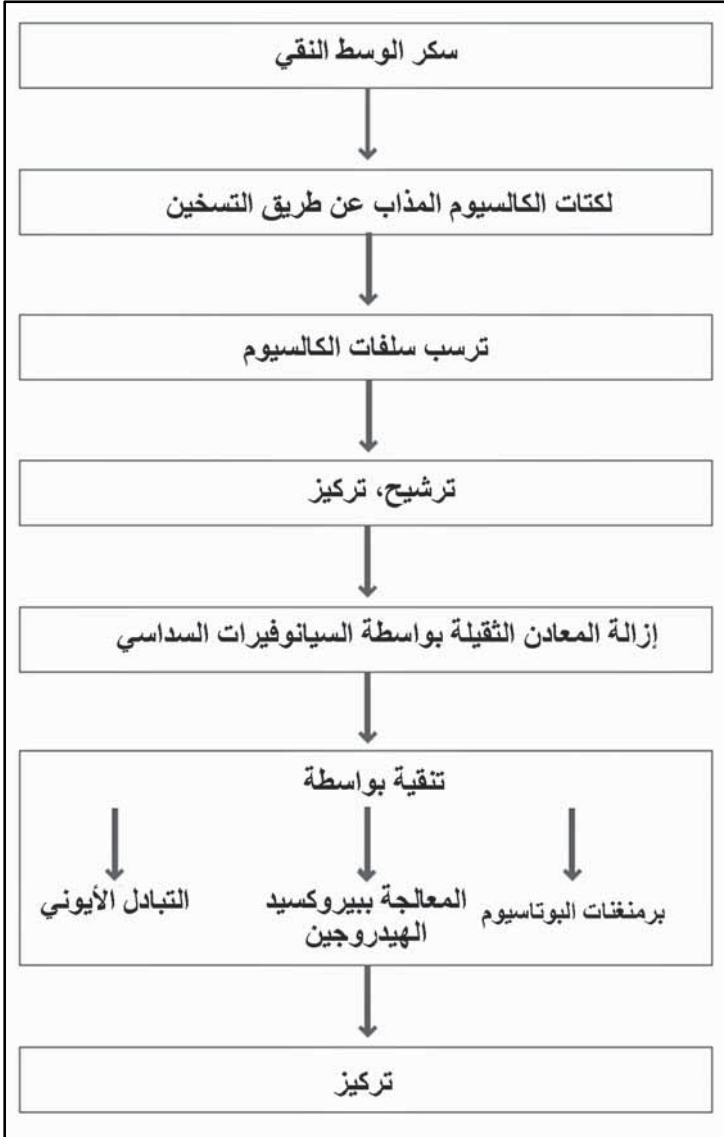 سكر الوسط النقي
لكتات الكالسيوم المذاب عن طريق التسخين
ترسب سلفات الكالسيوم
ترشيح، تركيز
إزالة المعادن الثقيلة بواسطة السيانوفيرات السداسي
تنقية بواسطة
برمنغنات البوتاسيوم
المعالجة ببيروكسيد
الهيدروجين
التبادل الأيوني
تركيز